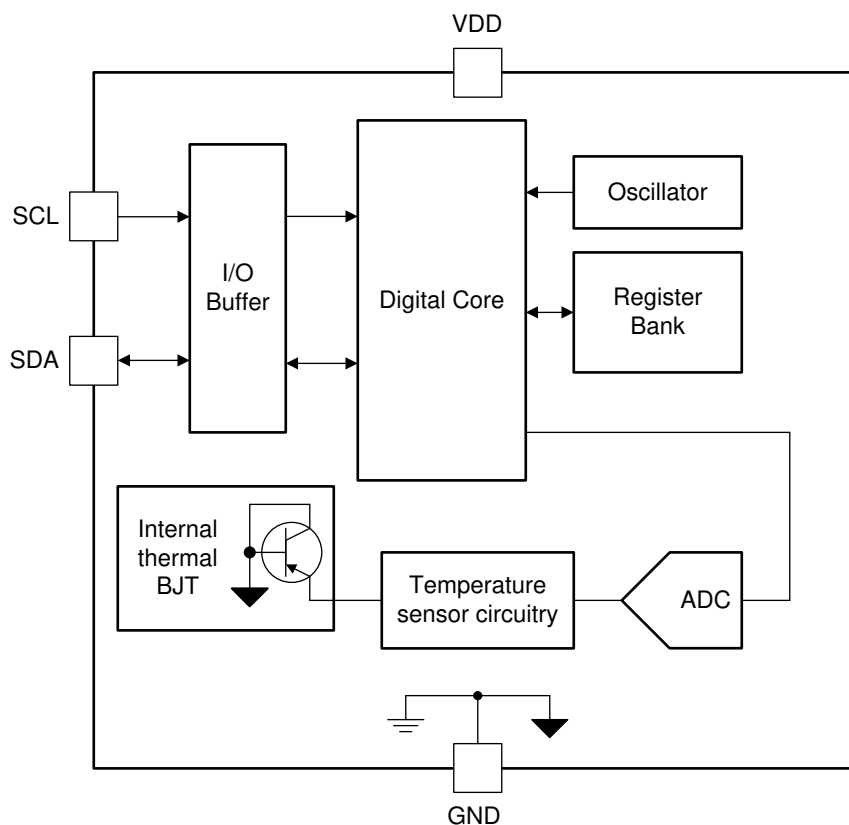 VDD
SCL
I/O
Buffer
Digital Core
Oscillator
Register
Bank
SDA
Internal
thermal
BJT
Temperature
sensor circuitry
ADC
GND